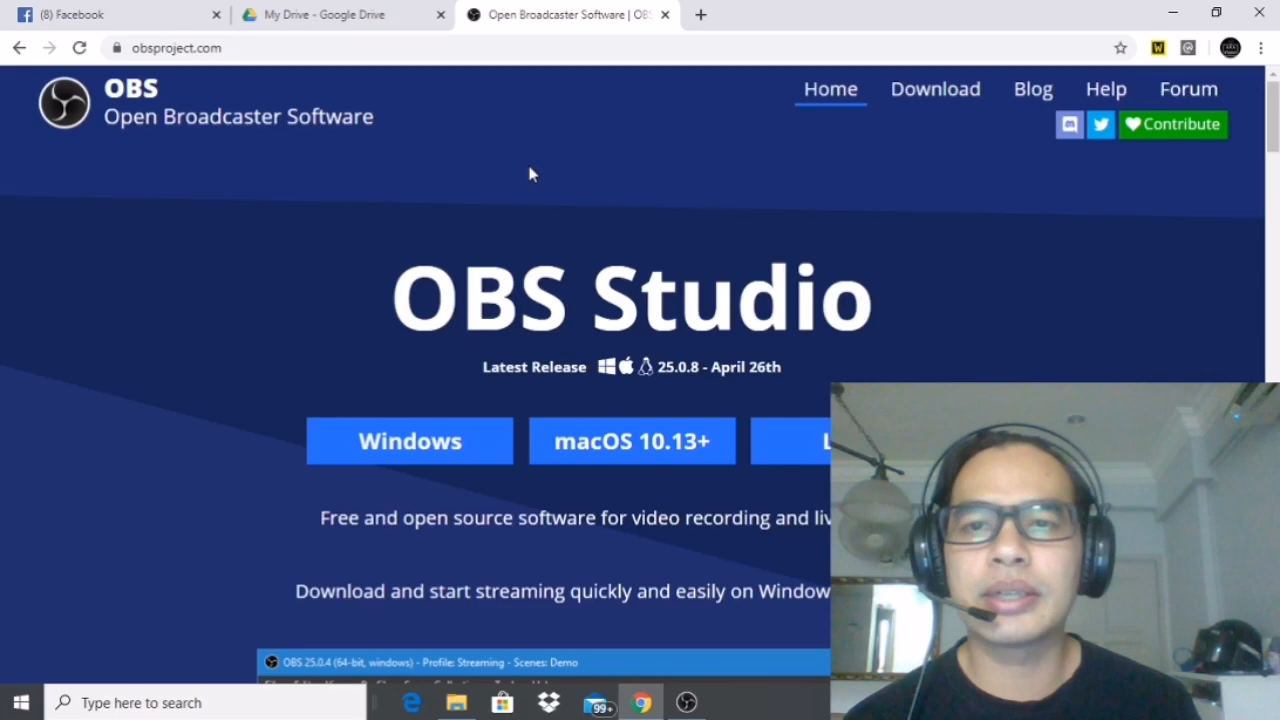 (8) Facebook
My Drive - Google Drive
Open Broadcaster Software | OBS
obsproject.com
OBS
Open Broadcaster Software
Home
Download
Blog
Help
Forum
Contribute
OBS Studio
Latest Release 25.0.8 - April 26th
Windows
macOS 10.13+
L
Free and open source software for video recording and liv
Download and start streaming quickly and easily on Window
OBS 25.0.4 (64-bit, windows) - Profile: Streaming - Scenes: Demo
Type here to search
99+